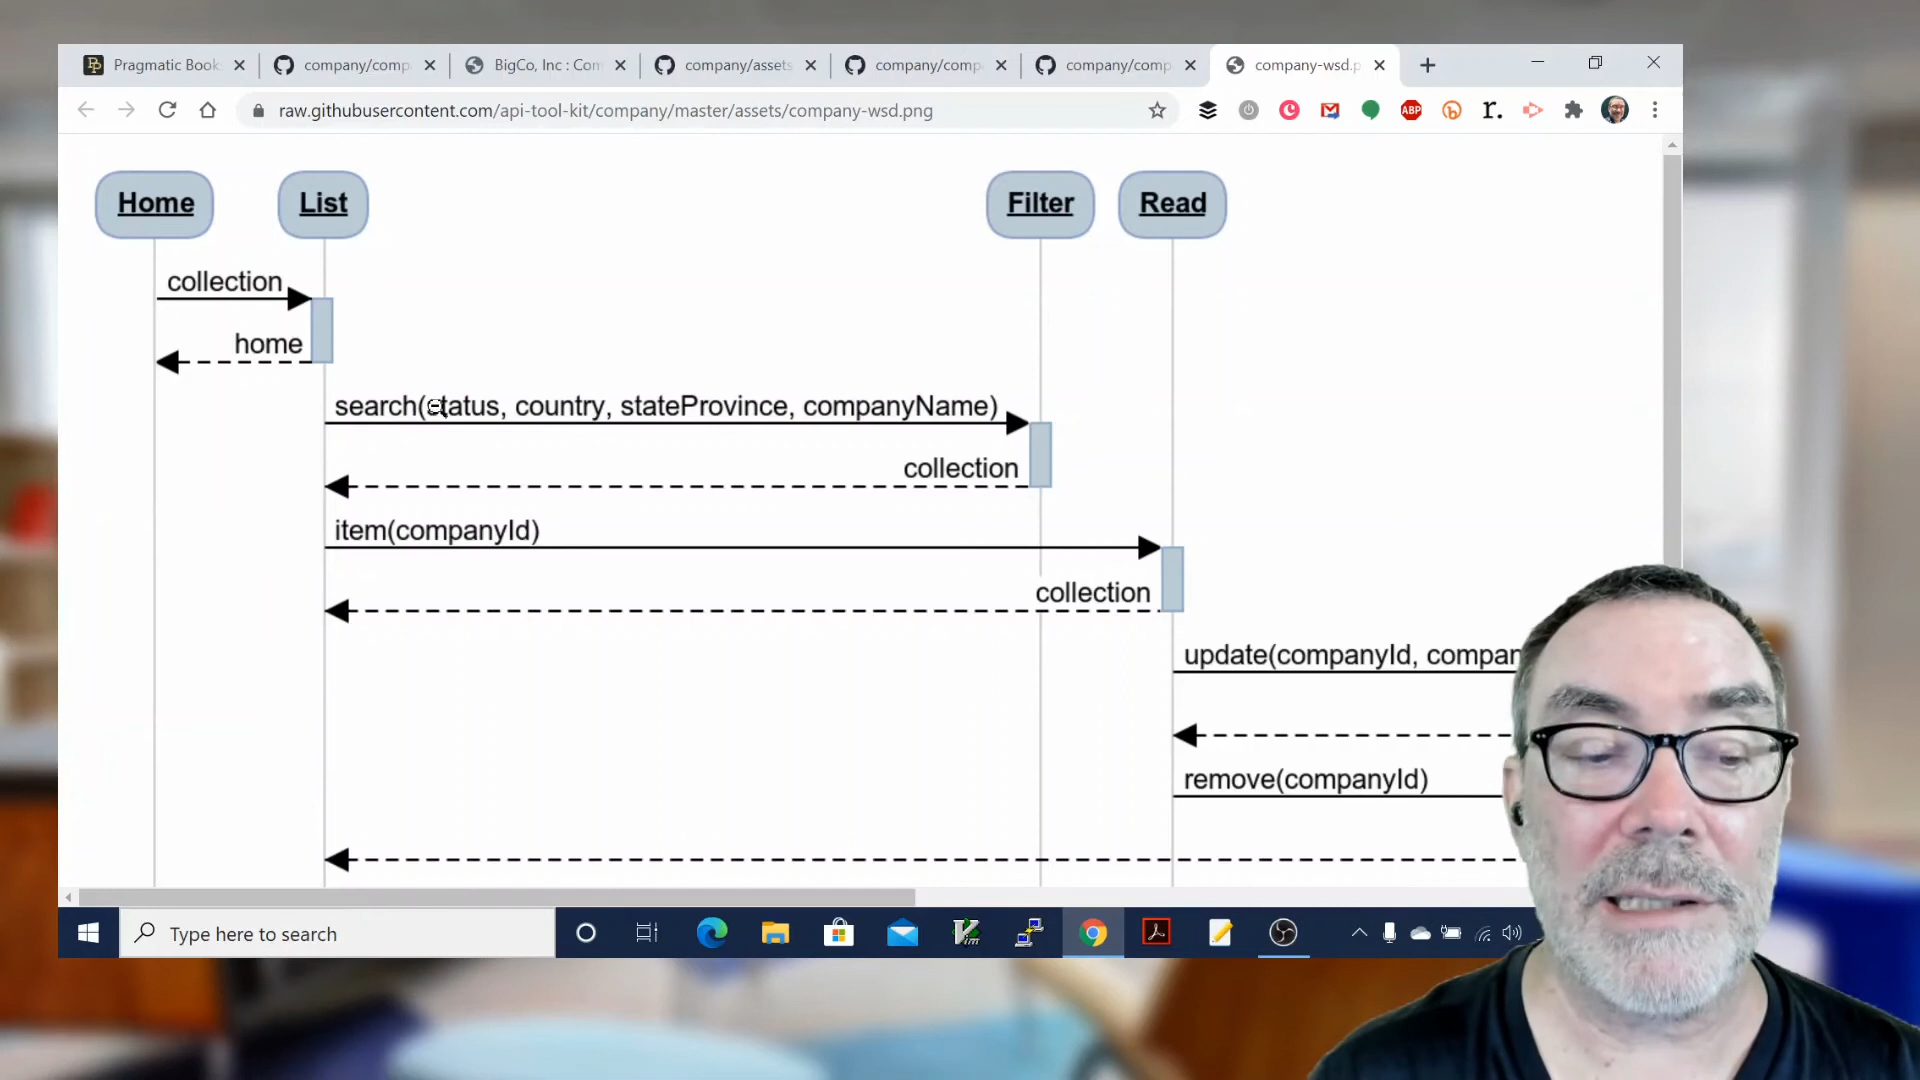 Pragmatic Book
company/comp
BigCo, Inc : Com
company/assets
company/comp
company/comp
company-wsd.p
raw.githubusercontent.com/api-tool-kit/company/master/assets/company-wsd.png
ABP
r.
Home
List
Filter
Read
collection
home
search(status, country, stateProvince, companyName)
collection
item(companyId)
collection
update(companyId, compan
remove(companyId)
Type here to search